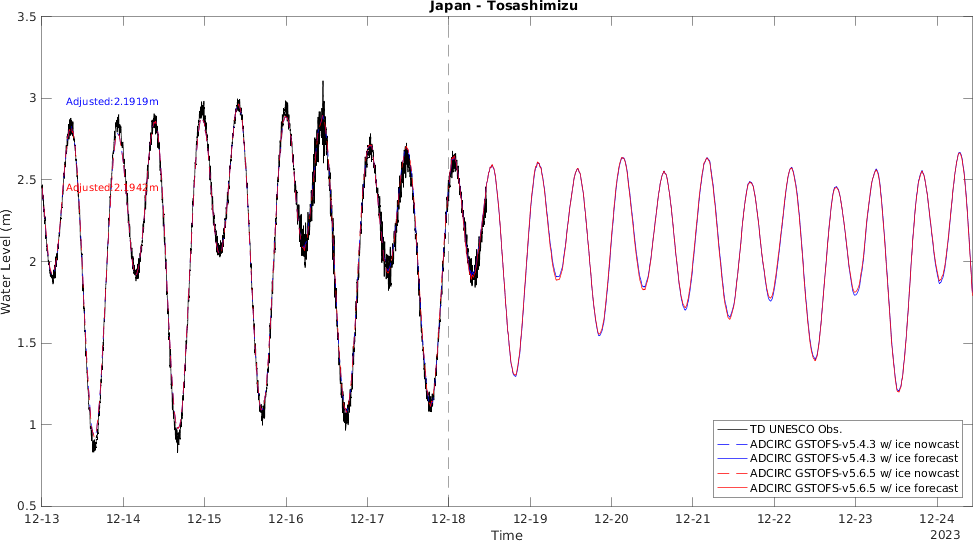 Japan - Tosashimizu
3.5
3
2.5
2
1.5
1
0.5
Water Level (m)
Adjusted:2.1919m
Adjusted:2.1942m
TD UNESCO Obs.
ADCIRC GSTOFS-v5.4.3 w/ ice nowcast
ADCIRC GSTOFS-v5.4.3 w/ ice forecast
ADCIRC GSTOFS-v5.6.5 w/ ice nowcast
ADCIRC GSTOFS-v5.6.5 w/ ice forecast
12-13 12-14 12-15 12-16 12-17 12-18 12-19 12-20 12-21 12-22 12-23 12-24
Time
2023